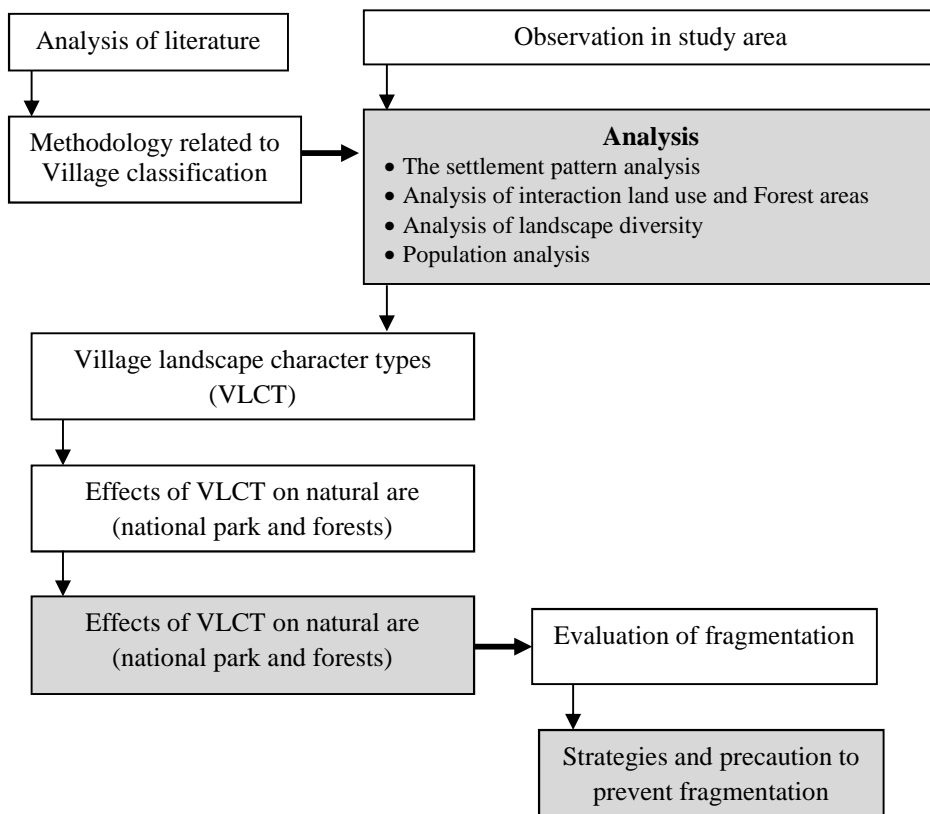 Analysis of literature
Observation in study area
Methodology related to
Village classification
Analysis
• The settlement pattern analysis
• Analysis of interaction land use and Forest areas
• Analysis of landscape diversity
• Population analysis
Village landscape character types
(VLCT)
Effects of VLCT on natural are
(national park and forests)
Effects of VLCT on natural are
(national park and forests)
Evaluation of fragmentation
Strategies and precaution to
prevent fragmentation